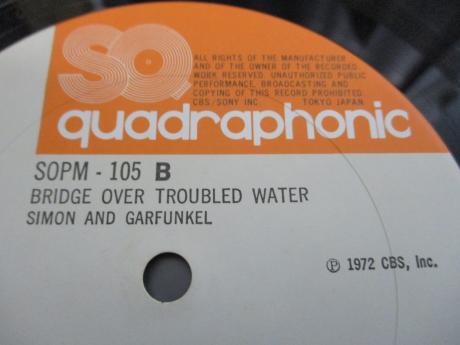 SQ
ALL RIGHTS OF THE MANUFACTURER
AND OF THE OWNER OF THE RECORDED
WORK RESERVED. UNAUTHORIZED PUBLIC
PERFORMANCE, BROADCASTING AND
COPYING OF THIS RECORD PROHIBITED.
CBS/SONY INC. TOKYO JAPAN.
quadraphonic
SOPM - 105 B
BRIDGE OVER TROUBLED WATER
SIMON AND GARFUNKEL
℗ 1972 CBS, Inc.